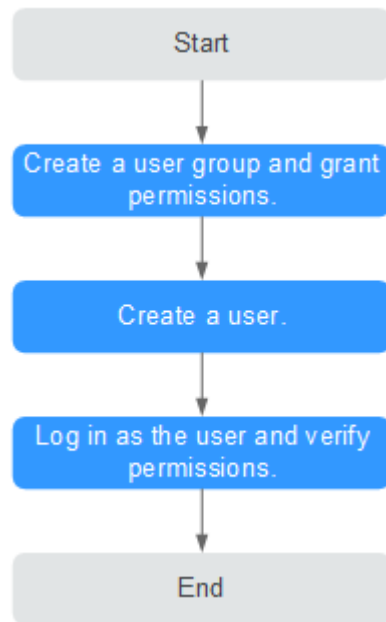 Start
Create a user group and grant
permissions.
Create a user.
Log in as the user and verify
permissions.
End